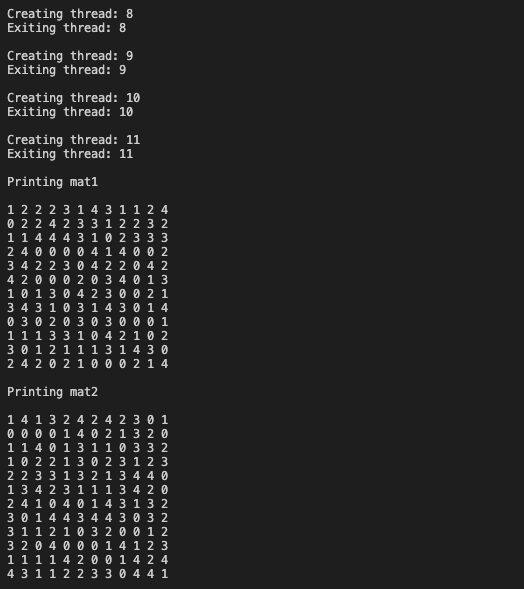 Creating thread: 8
Exiting thread: 8
Creating thread: 9
Exiting thread: 9
Creating thread: 10
Exiting thread: 10
Creating thread: 11
Exiting thread: 11
Printing mat1
1 2 2 2 3 1 4 3 1 1 2 4
0 2 2 4 2 3 3 1 2 2 3 2
1 1 4 4 4 3 1 0 2 3 3 3
2 4 0 0 0 0 4 1 4 0 0 2
3 4 2 2 3 0 4 2 2 0 4 2
4 2 0 0 0 2 0 3 4 0 1 3
1 0 1 3 0 4 2 3 0 0 2 1
3 4 3 1 0 3 1 4 3 0 1 4
0 3 0 2 0 3 0 3 0 0 0 1
1 1 1 3 3 1 0 4 2 1 0 2
3 0 1 2 1 1 1 3 1 4 3 0
2 4 2 0 2 1 0 0 0 2 1 4
Printing mat2
1 4 1 3 2 4 2 4 2 3 0 1
0 0 0 0 1 4 0 2 1 3 2 0
1 1 4 0 1 3 1 1 0 3 3 2
1 0 2 2 1 3 0 2 3 1 2 3
2 2 3 3 1 3 2 1 3 4 4 0
1 3 4 2 3 1 1 1 3 4 2 0
2 4 1 0 4 0 1 4 3 1 3 2
3 0 1 4 4 3 4 4 3 0 3 2
3 1 1 2 1 0 3 2 0 0 1 2
3 2 0 4 0 0 0 1 4 1 2 3
1 1 1 1 4 2 0 0 1 4 2 4
4 3 1 1 2 2 3 3 0 4 4 1